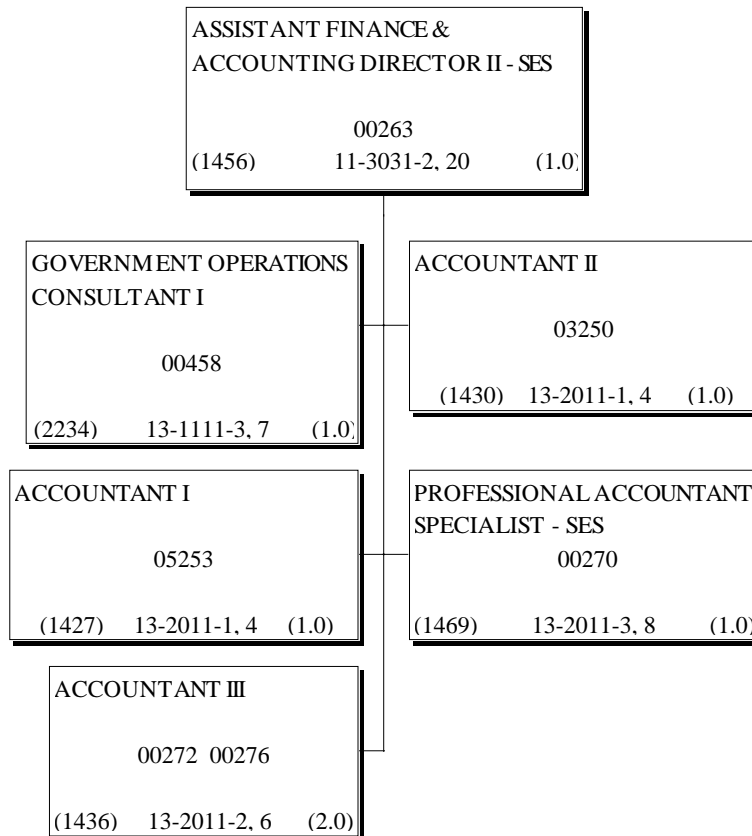 ASSISTANT FINANCE &
ACCOUNTING DIRECTOR II - SES
00263
(1456) 11-3031-2, 20 (1.0)
GOVERNMENT OPERATIONS
CONSULTANT I
00458
(2234) 13-1111-3, 7 (1.0)
ACCOUNTANT II
03250
(1430) 13-2011-1, 4 (1.0)
ACCOUNTANT I
05253
(1427) 13-2011-1, 4 (1.0)
PROFESSIONAL ACCOUNTANT
SPECIALIST - SES
00270
(1469) 13-2011-3, 8 (1.0)
ACCOUNTANT III
00272 00276
(1436) 13-2011-2, 6 (2.0)